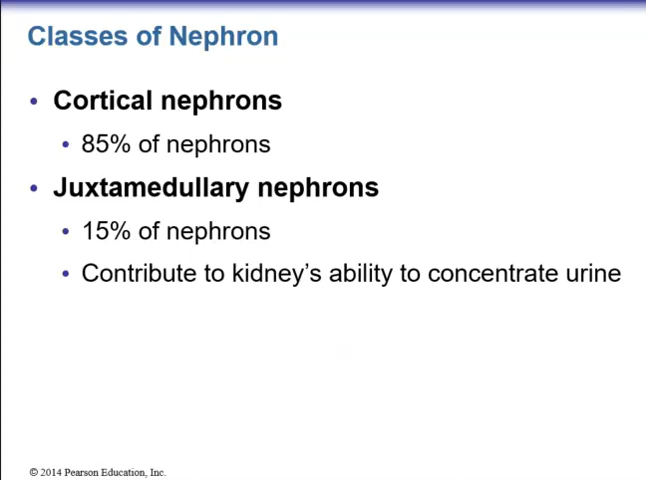 Classes of Nephron
• Cortical nephrons
• 85% of nephrons
• Juxtamedullary nephrons
• 15% of nephrons
• Contribute to kidney’s ability to concentrate urine
© 2014 Pearson Education, Inc.